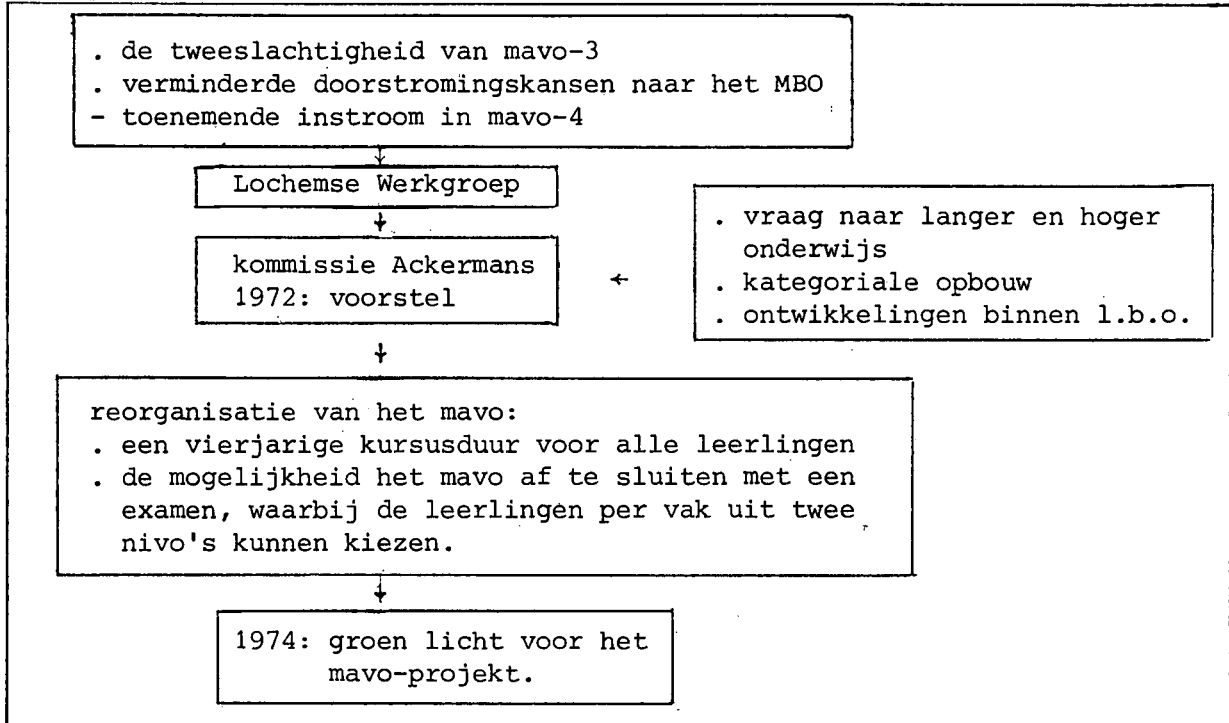 . de tweeslachtigheid van mavo-3
. verminderde doorstromingskansen naar het MBO
- toenemende instroom in mavo-4
Lochemse Werkgroep
kommissie Ackermans
1972: voorstel
. vraag naar langer en hoger
onderwijs
. kategoriale opbouw
. ontwikkelingen binnen l.b.o.
reorganisatie van het mavo:
. een vierjarige kursusduur voor alle leerlingen
. de mogelijkheid het mavo af te sluiten met een
examen, waarbij de leerlingen per vak uit twee
nivo's kunnen kiezen.
1974: groen licht voor het
mavo-projekt.